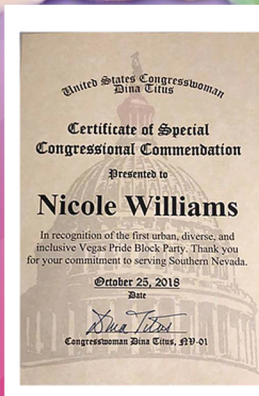 United States Congresswoman
Dina Titus
Certificate of Special
Congressional Commendation
Presented to
Nicole Williams
In recognition of the first urban, diverse, and
inclusive Vegas Pride Block Party. Thank you
for your commitment to serving Southern Nevada.
October 25, 2018
Date
Dina Titus
Congresswoman Dina Titus, NV-01